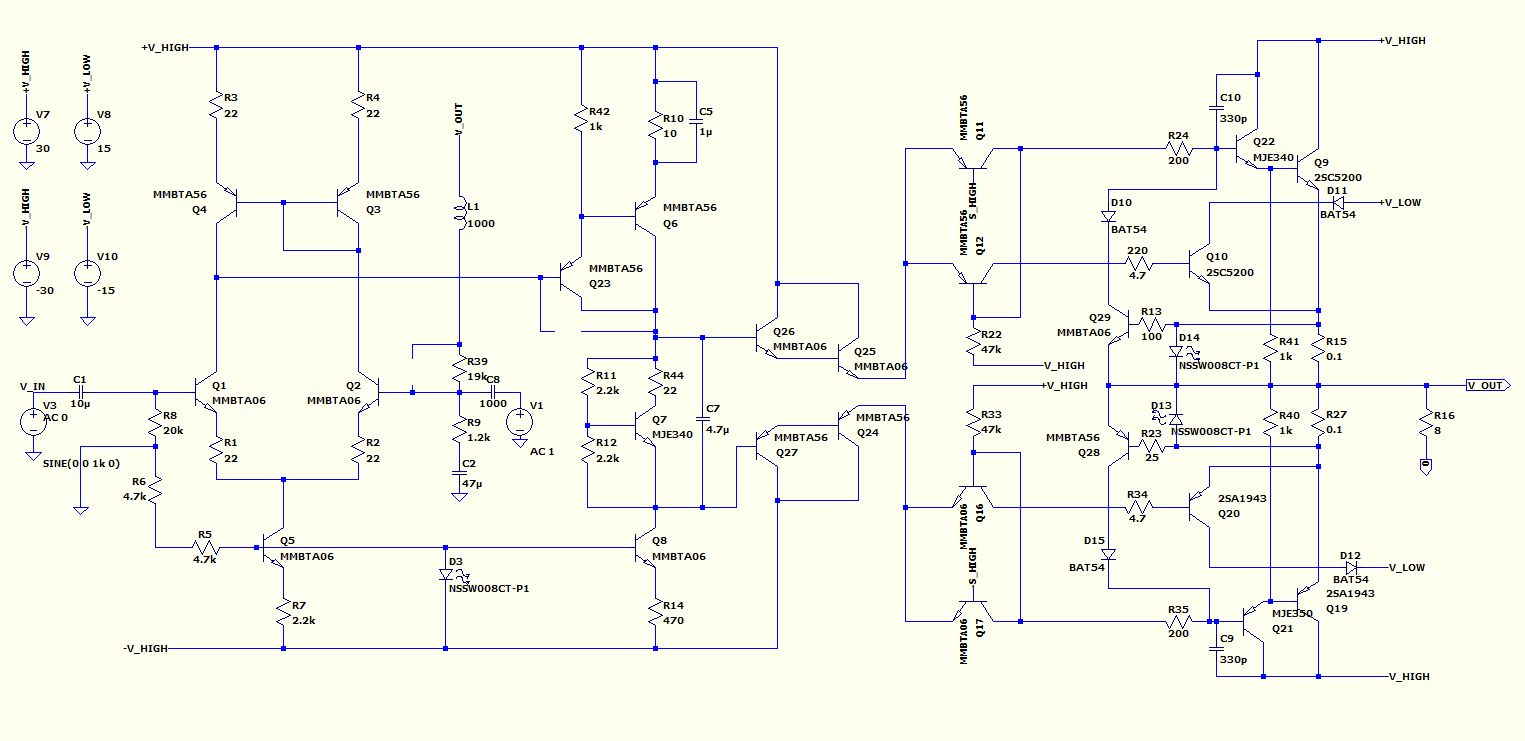 +V_HIGH
+V_LOW
V7
30
V8
15
-V_HIGH
-V_LOW
V9
-30
V10
-15
+V_HIGH
R3
22
R4
22
MMBTA56
Q4
MMBTA56
Q3
V_OUT
L1
1000
R42
1k
R10
10
C5
1µ
MMBTA56
Q6
MMBTA56
Q23
V_IN
C1
10µ
V3
AC 0
SINE(0 0 1k 0)
R8
20k
R6
4.7k
R5
4.7k
Q1
MMBTA06
Q2
MMBTA06
R1
22
R2
22
R39
19k
C8
1000
R9
1.2k
C2
47µ
V1
AC 1
Q5
MMBTA06
R7
2.2k
D3
NSSW008CT-P1
-V_HIGH
R11
2.2k
R44
22
R12
2.2k
Q7
MJE340
C7
4.7µ
Q8
MMBTA06
R14
470
Q26
MMBTA06
Q25
MMBTA06
MMBTA56
Q27
MMBTA56
Q24
MMBTA56
Q11
S_HIGH
MMBTA56
Q12
R22
47k
-V_HIGH
+V_HIGH
R33
47k
MMBTA06
Q16
-S_HIGH
MMBTA06
Q17
+V_HIGH
C10
330p
R24
200
Q22
MJE340
Q9
2SC5200
D11
BAT54
+V_LOW
D10
BAT54
220
4.7
Q10
2SC5200
Q29
MMBTA06
R13
100
D14
NSSW008CT-P1
R41
1k
R15
0.1
V_OUT
D13
NSSW008CT-P1
MMBTA56
Q28
R23
25
R40
1k
R27
0.1
R16
8
0
R34
4.7
2SA1943
Q20
D15
BAT54
D12
BAT54
-V_LOW
2SA1943
Q19
R35
200
MJE350
Q21
C9
330p
-V_HIGH